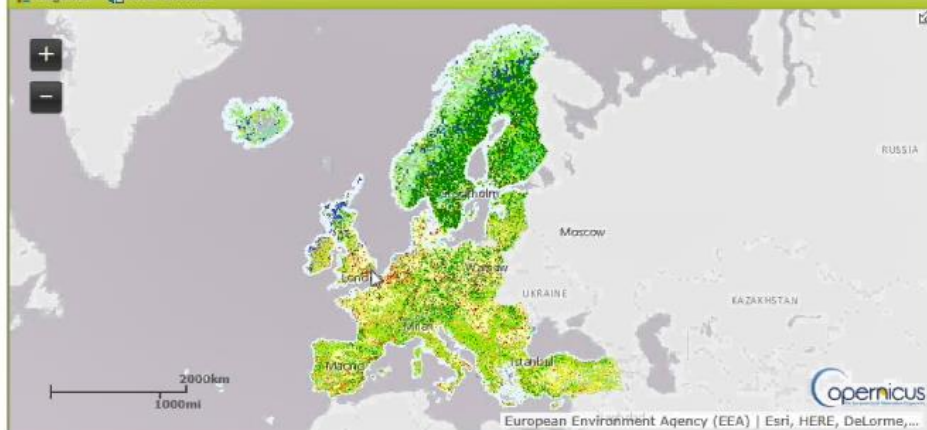 +
−
RUSSIA
Stockholm
Moscow
Warsaw
London
UKRAINE
KAZAKHSTAN
Milan
Istanbul
Madrid
2000km
1000mi
Copernicus
European Environment Agency (EEA) | Esri, HERE, DeLorme,...